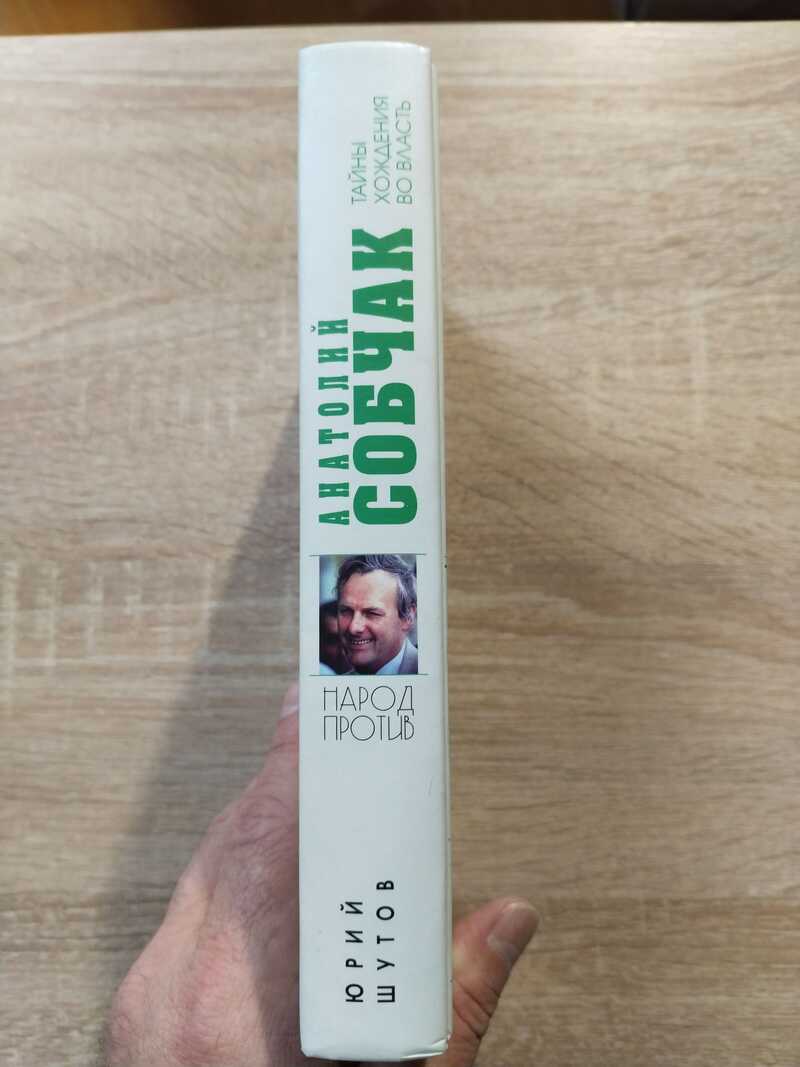 ЮРИЙ
ШУТОВ
НАРОД
ПРОТИВ
АНАТОЛИЙ
СОБЧАК
ТАЙНЫ
ХОЖДЕНИЯ
ВО ВЛАСТЬ